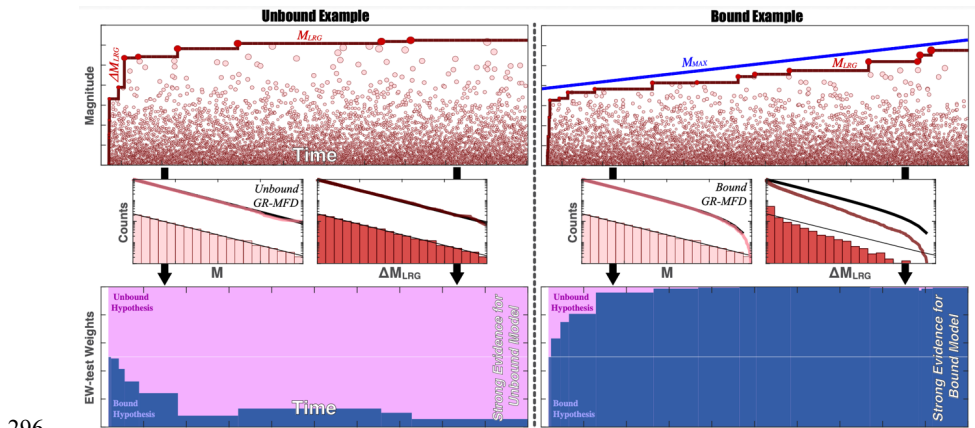 Unbound Example
Bound Example
Magnitude
ΔM_LRG
M_LRG
Time
M_MAX
M_LRG
Counts
Unbound
GR-MFD
M
ΔM_LRG
Bound
GR-MFD
M
ΔM_LRG
EW-test Weights
Unbound
Hypothesis
Bound
Hypothesis
Time
Strong Evidence for
Unbound Model
Unbound
Hypothesis
Bound
Hypothesis
Strong Evidence for
Bound Model
296